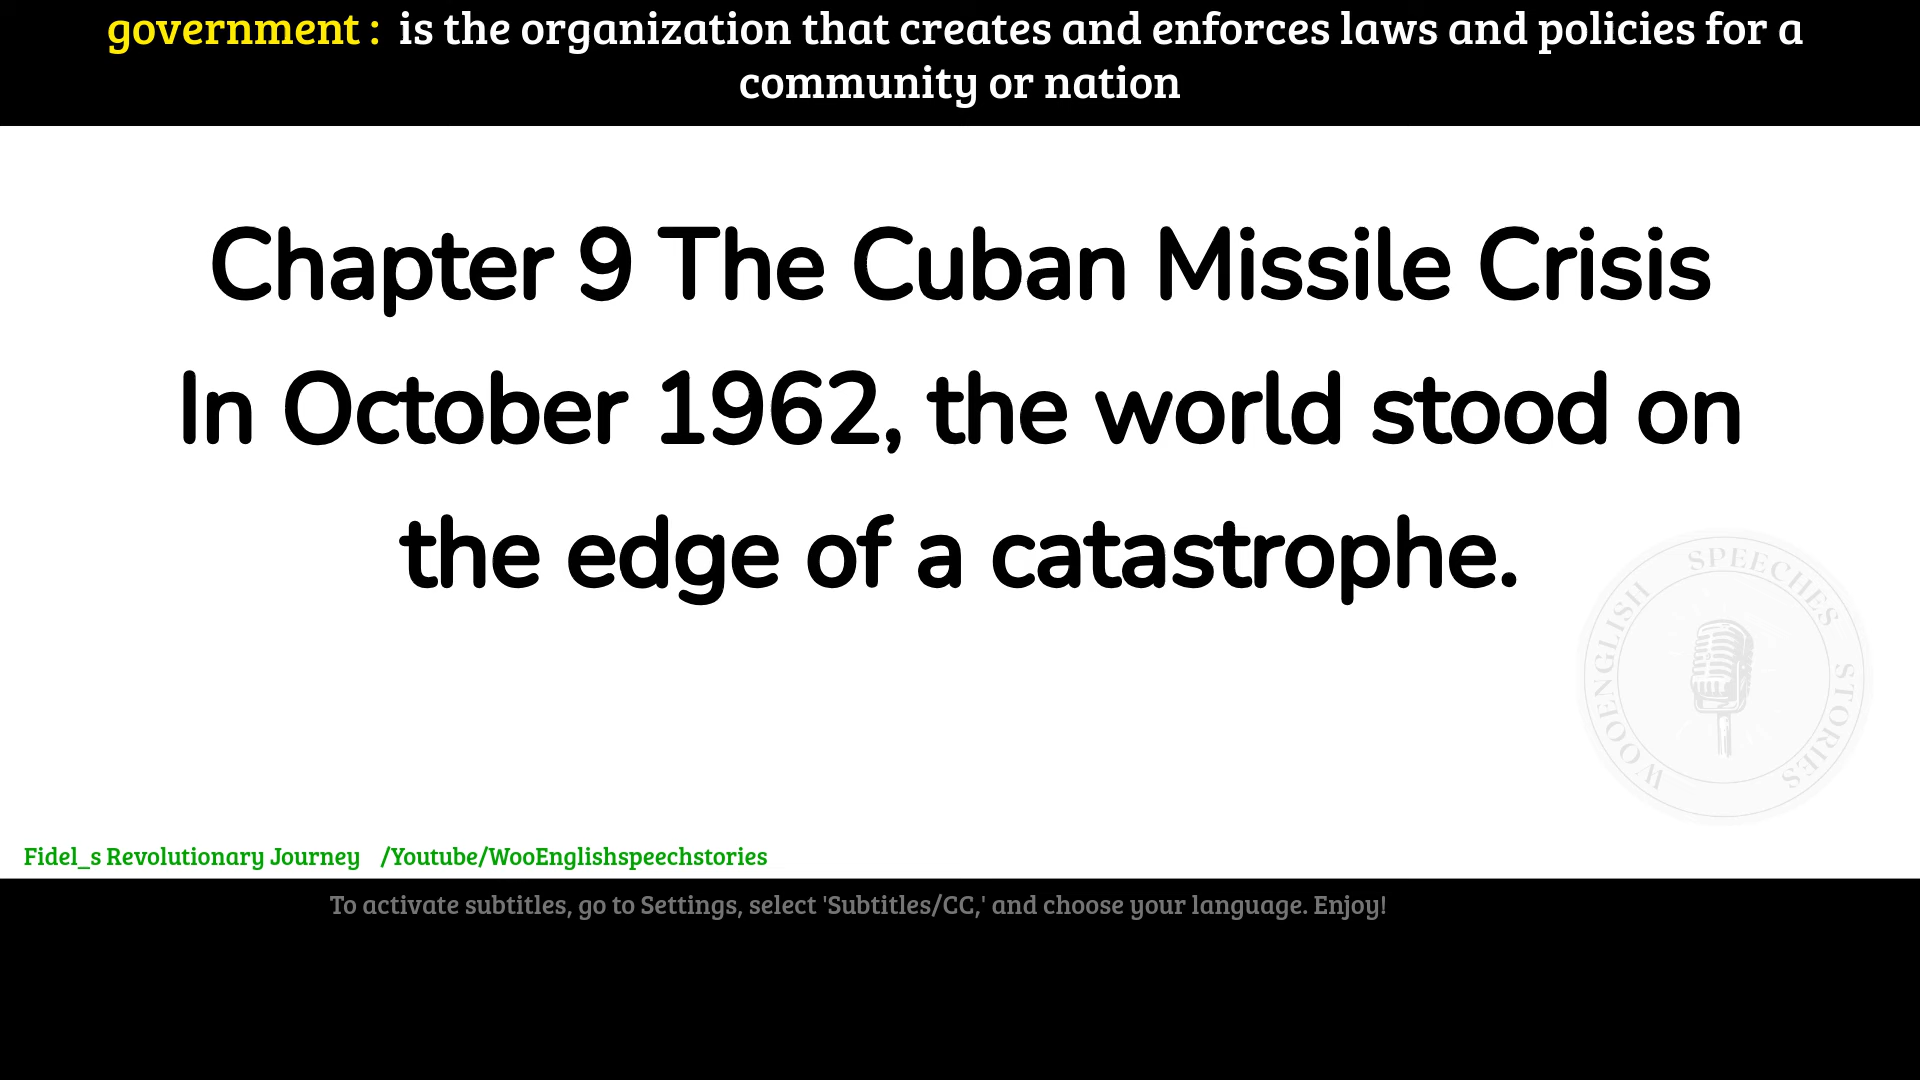 government : is the organization that creates and enforces laws and policies for a
community or nation
Chapter 9 The Cuban Missile Crisis
In October 1962, the world stood on
the edge of a catastrophe.
WOOENGLISH SPEECHES STORIES
Fidel_s Revolutionary Journey /Youtube/WooEnglishspeechstories
To activate subtitles, go to Settings, select 'Subtitles/CC,' and choose your language. Enjoy!